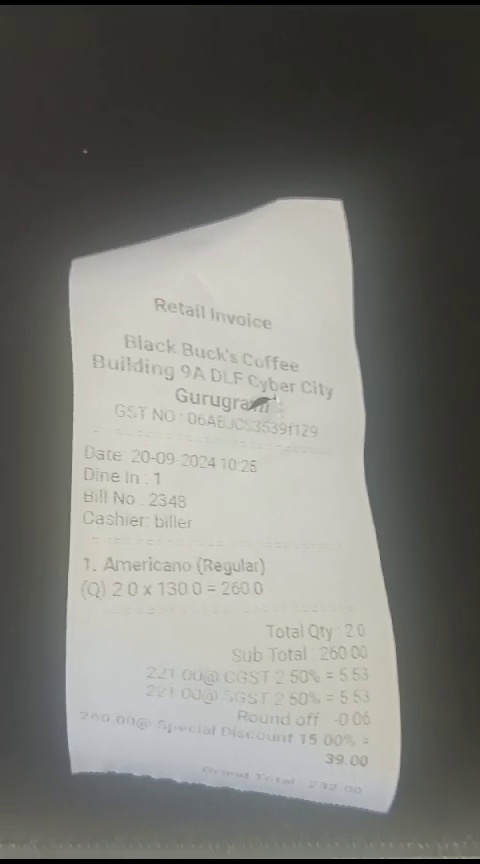 Retail Invoice
Black Buck's Coffee
Building 9A DLF Cyber City
Gurugram
GST NO : 06ABJCS3539f129
Date: 20-09-2024 10:25
Dine In : 1
Bill No : 2348
Cashier: biller
1. Americano (Regular)
(Q) 2.0 x 130.0 = 260.0
Total Qty : 2.0
Sub Total : 260.00
221.00@ CGST 2.50% = 5.53
221.00@ SGST 2.50% = 5.53
Round off -0.06
260.00@ Special Discount 15.00% =
39.00
Grand Total : 232.00